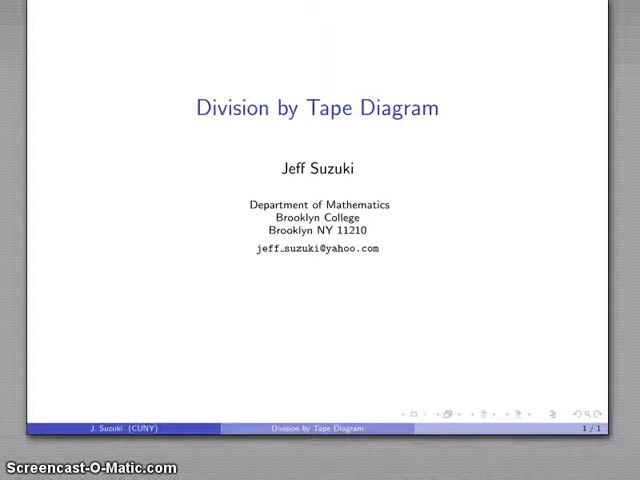 Division by Tape Diagram
Jeff Suzuki
Department of Mathematics
Brooklyn College
Brooklyn NY 11210
jeff_suzuki@yahoo.com
J. Suzuki (CUNY)
Division by Tape Diagram
1 / 1
Screencast-O-Matic.com